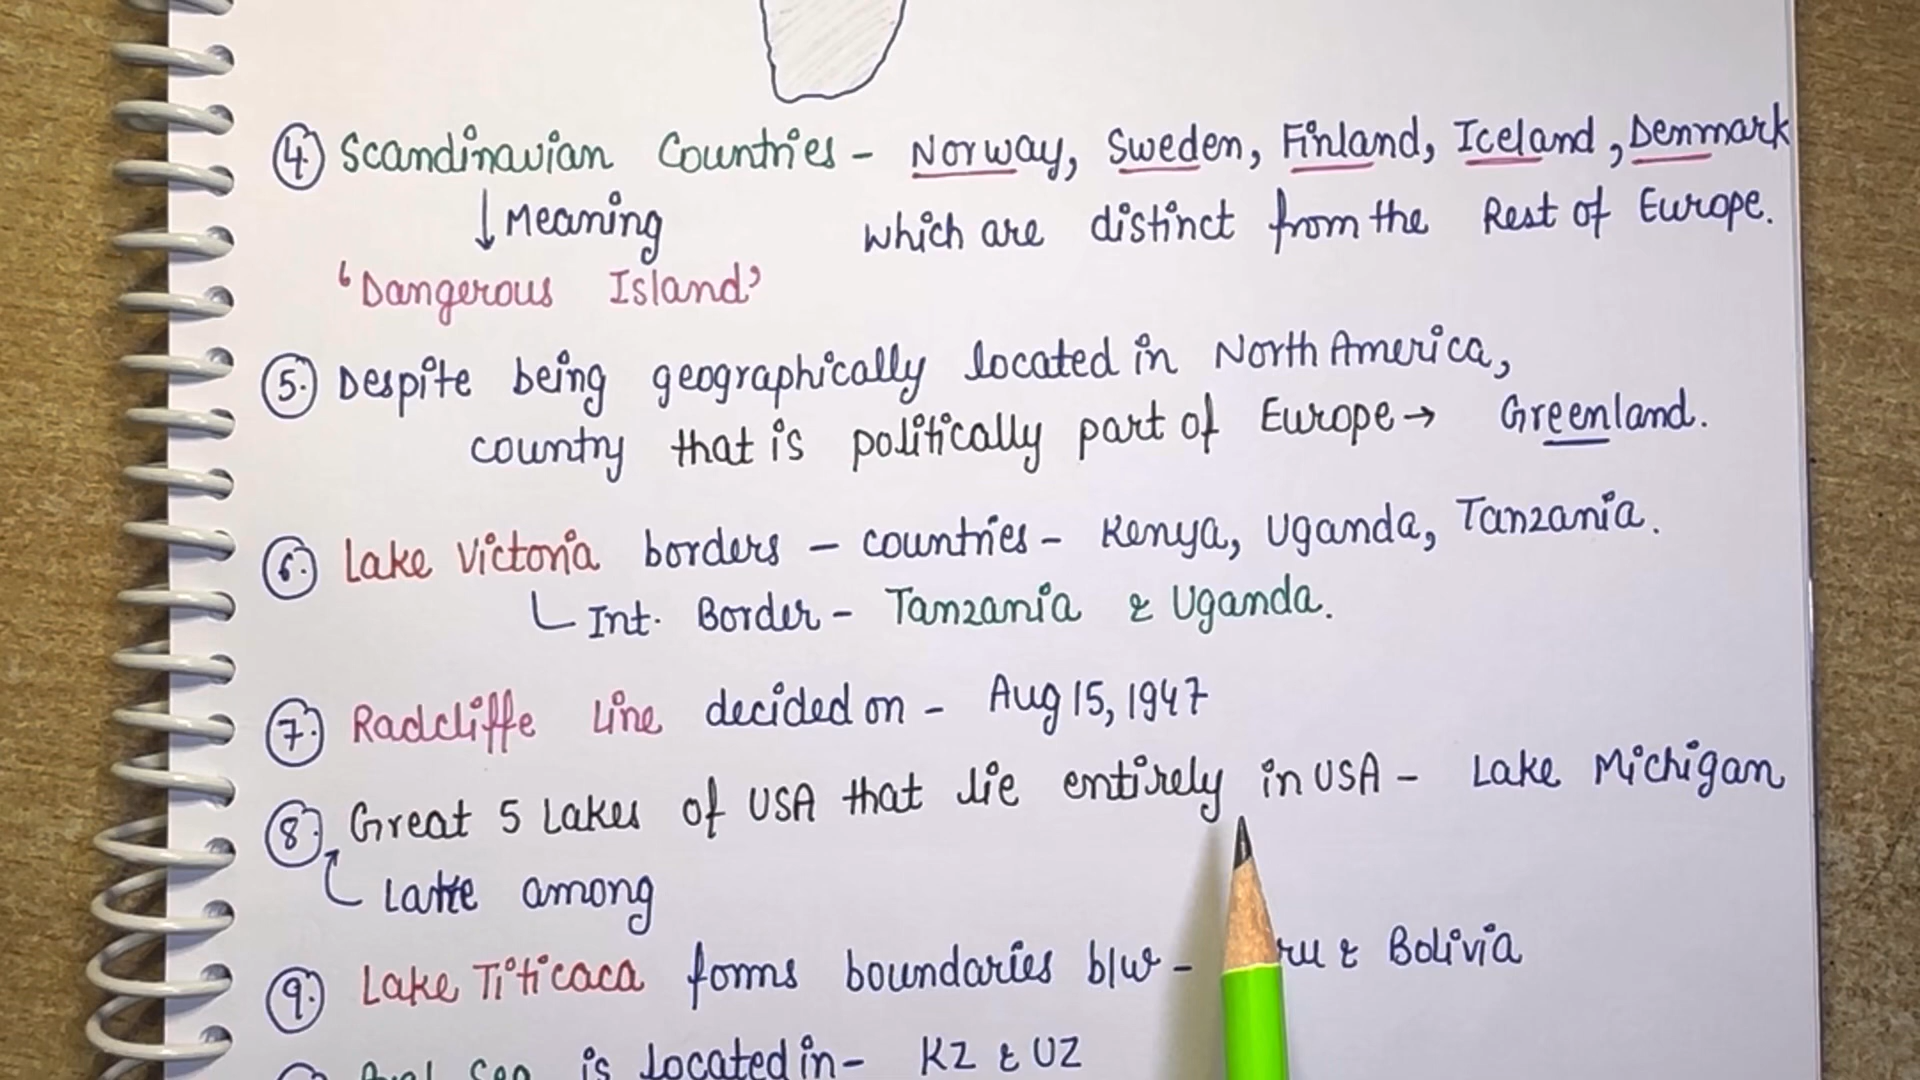 4. Scandinavian Countries - Norway, Sweden, Finland, Iceland, Denmark
↓ Meaning which are distinct from the Rest of Europe.
'Dangerous Island'
5. Despite being geographically located in North America,
country that is politically part of Europe → Greenland.
6. Lake Victoria borders - countries - Kenya, Uganda, Tanzania.
Int. Border - Tanzania & Uganda.
7. Radcliffe Line decided on - Aug 15, 1947
8. Great 5 Lakes of USA that lie entirely in USA - Lake Michigan
Lake among
9. Lake Titicaca forms boundaries b/w - & Bolivia
is located in - KZ & UZ